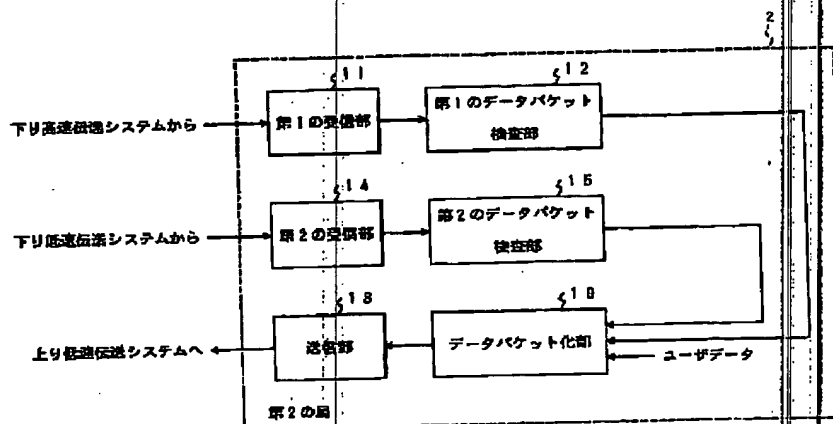 2
11
12
下り高速伝送システムから
第1の受信部
第1のデータパケット
検査部
14
15
下り低速伝送システムから
第2の受信部
第2のデータパケット
検査部
13
16
上り低速伝送システムへ
送信部
データパケット化部
ユーザデータ
第2の局